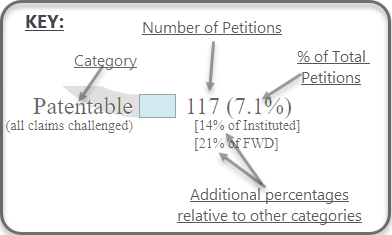 KEY:
Number of Petitions
Category
% of Total
Petitions
Patentable 117 (7.1%)
(all claims challenged) [14% of Instituted]
[21% of FWD]
Additional percentages
relative to other categories